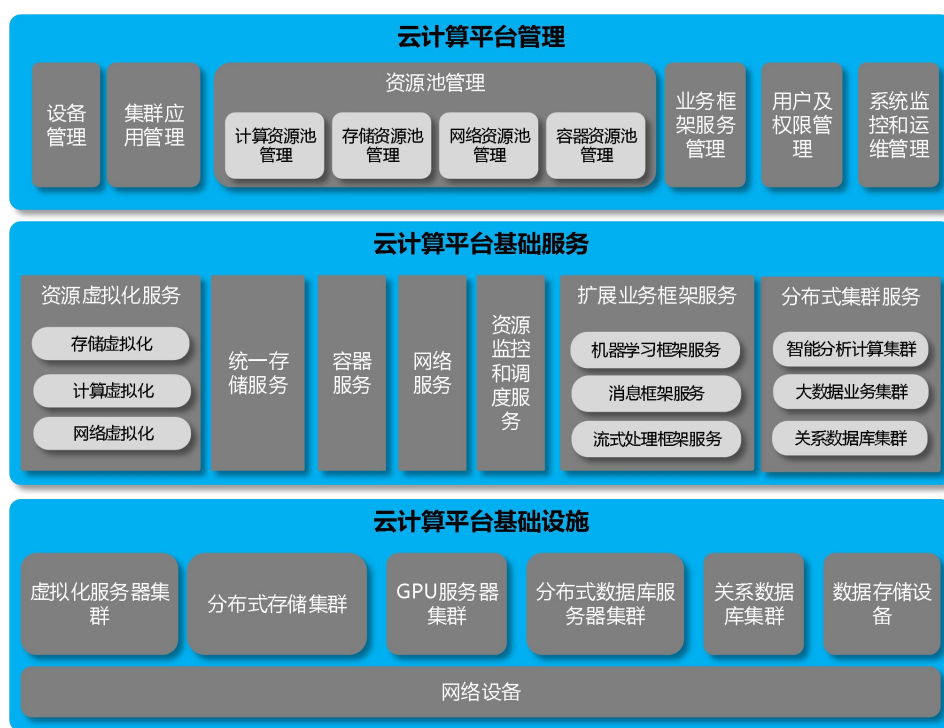 云计算平台管理
设备
管理
集群应
用管理
资源池管理
计算资源池
管理
存储资源池
管理
网络资源池
管理
容器资源池
管理
业务框
架服务
管理
用户及
权限管
理
系统监
控和运
维管理
云计算平台基础服务
资源虚拟化服务
存储虚拟化
计算虚拟化
网络虚拟化
统一存
储服务
容器
服务
网络
服务
资源
监控
和调
度服
务
扩展业务框架服务
机器学习框架服务
消息框架服务
流式处理框架服务
分布式集群服务
智能分析计算集群
大数据业务集群
关系数据库集群
云计算平台基础设施
虚拟化服务器集
群
分布式存储集群
GPU服务器
集群
分布式数据库服
务器集群
关系数据
库集群
数据存储设
备
网络设备